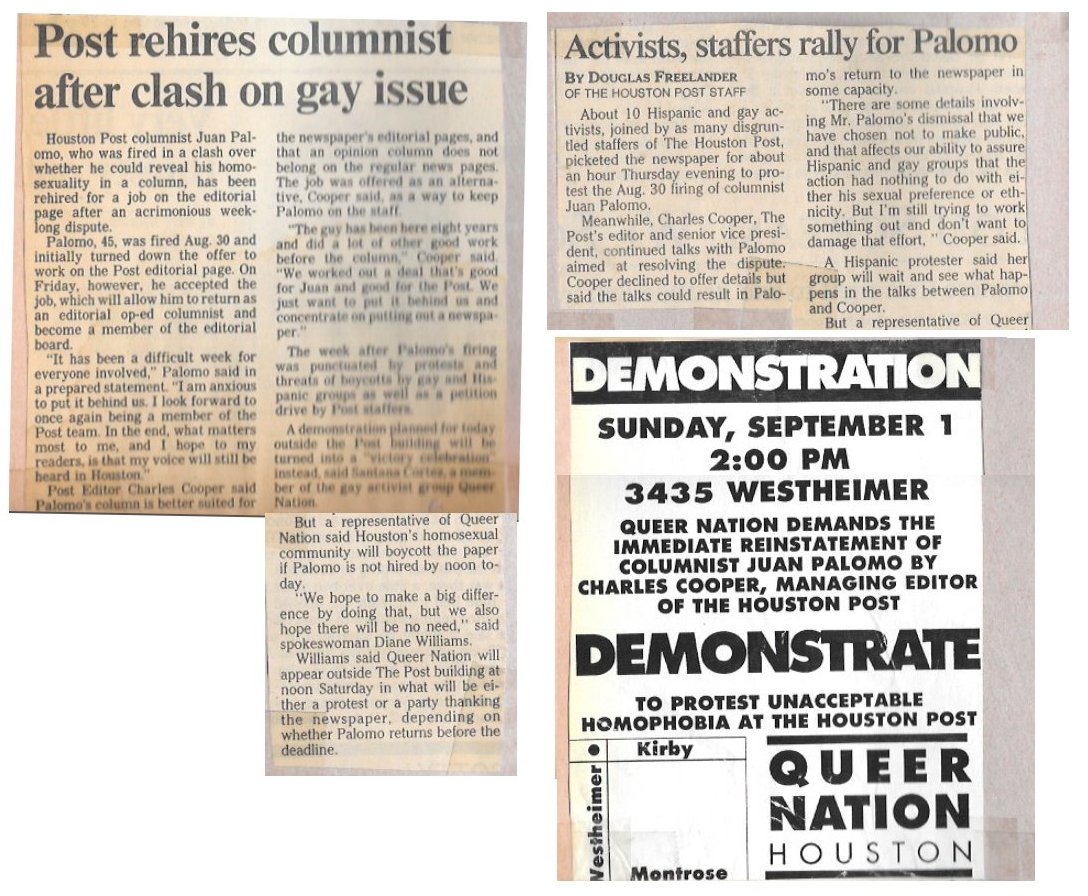 Post rehires columnist
after clash on gay issue
Houston Post columnist Juan Pal-
omo, who was fired in a clash over
whether he could reveal his homo-
sexuality in a column, has been
rehired for a job on the editorial
page after an acrimonious week-
long dispute.
Palomo, 45, was fired Aug. 30 and
initially turned down the offer to
work on the Post editorial page. On
Friday, however, he accepted the
job, which will allow him to return as
an editorial op-ed columnist and
become a member of the editorial
board.
"It has been a difficult week for
everyone involved," Palomo said in
a prepared statement. "I am anxious
to put it behind us. I look forward to
once again being a member of the
Post team. In the end, what matters
most to me, and I hope to my
readers, is that my voice will still be
heard in Houston."
Post Editor Charles Cooper said
Palomo's column is better suited for
the newspaper's editorial pages, and
that an opinion column does not
belong on the regular news pages.
The job was offered as an alterna-
tive, Cooper said, as a way to keep
Palomo on the staff.
"The guy has been here eight years
and did a lot of other good work
before the column," Cooper said.
"We worked out a deal that's good
for Juan and good for the Post. We
just want to put it behind us and
concentrate on putting out a newspa-
per."
The week after Palomo's firing
was punctuated by protests and
threats of boycotts by gay and His-
panic groups as well as a petition
drive by Post staffers.
A demonstration planned for today
outside the Post building will be
turned into a "victory celebration"
instead, said Santana Cortez, a mem-
ber of the gay activist group Queer
Nation.
Activists, staffers rally for Palomo
BY DOUGLAS FREELANDER
OF THE HOUSTON POST STAFF
About 10 Hispanic and gay ac-
tivists, joined by as many disgrun-
tled staffers of The Houston Post,
picketed the newspaper for about
an hour Thursday evening to pro-
test the Aug. 30 firing of columnist
Juan Palomo.
Meanwhile, Charles Cooper, The
Post's editor and senior vice presi-
dent, continued talks with Palomo
aimed at resolving the dispute.
Cooper declined to offer details but
said the talks could result in Palo-
mo's return to the newspaper in
some capacity.
"There are some details involv-
ing Mr. Palomo's dismissal that we
have chosen not to make public,
and that affects our ability to assure
Hispanic and gay groups that the
action had nothing to do with ei-
ther his sexual preference or eth-
nicity. But I'm still trying to work
something out and don't want to
damage that effort, " Cooper said.
A Hispanic protester said her
group will wait and see what hap-
pens in the talks between Palomo
and Cooper.
But a representative of Queer
But a representative of Queer
Nation said Houston's homosexual
community will boycott the paper
if Palomo is not hired by noon to-
day.
"We hope to make a big differ-
ence by doing that, but we also
hope there will be no need," said
spokeswoman Diane Williams.
Williams said Queer Nation will
appear outside The Post building at
noon Saturday in what will be ei-
ther a protest or a party thanking
the newspaper, depending on
whether Palomo returns before the
deadline.
DEMONSTRATION
SUNDAY, SEPTEMBER 1
2:00 PM
3435 WESTHEIMER
QUEER NATION DEMANDS THE
IMMEDIATE REINSTATEMENT OF
COLUMNIST JUAN PALOMO BY
CHARLES COOPER, MANAGING EDITOR
OF THE HOUSTON POST
DEMONSTRATE
TO PROTEST UNACCEPTABLE
HOMOPHOBIA AT THE HOUSTON POST
Kirby
Westheimer
Montrose
QUEER
NATION
HOUSTON